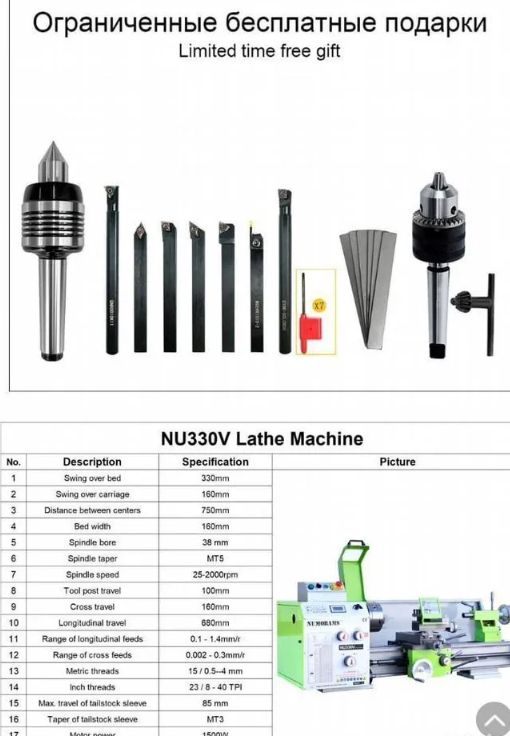 Ограниченные бесплатные подарки
Limited time free gift
X7
NU330V Lathe Machine
No. Description Specification Picture
1 Swing over bed 330mm
2 Swing over carriage 160mm
3 Distance between centers 750mm
4 Bed width 160mm
5 Spindle bore 38 mm
6 Spindle taper MT5
7 Spindle speed 25-2000rpm
8 Tool post travel 100mm
9 Cross travel 160mm
10 Longitudinal travel 680mm
11 Range of longitudinal feeds 0.1 - 1.4mm/r
12 Range of cross feeds 0.002 - 0.3mm/r
13 Metric threads 15 / 0.5--4 mm
14 Inch threads 23 / 8 - 40 TPI
15 Max. travel of tailstock sleeve 85 mm
16 Taper of tailstock sleeve MT3
17 Motor power 1500W
NUMOBAMS
NU330V